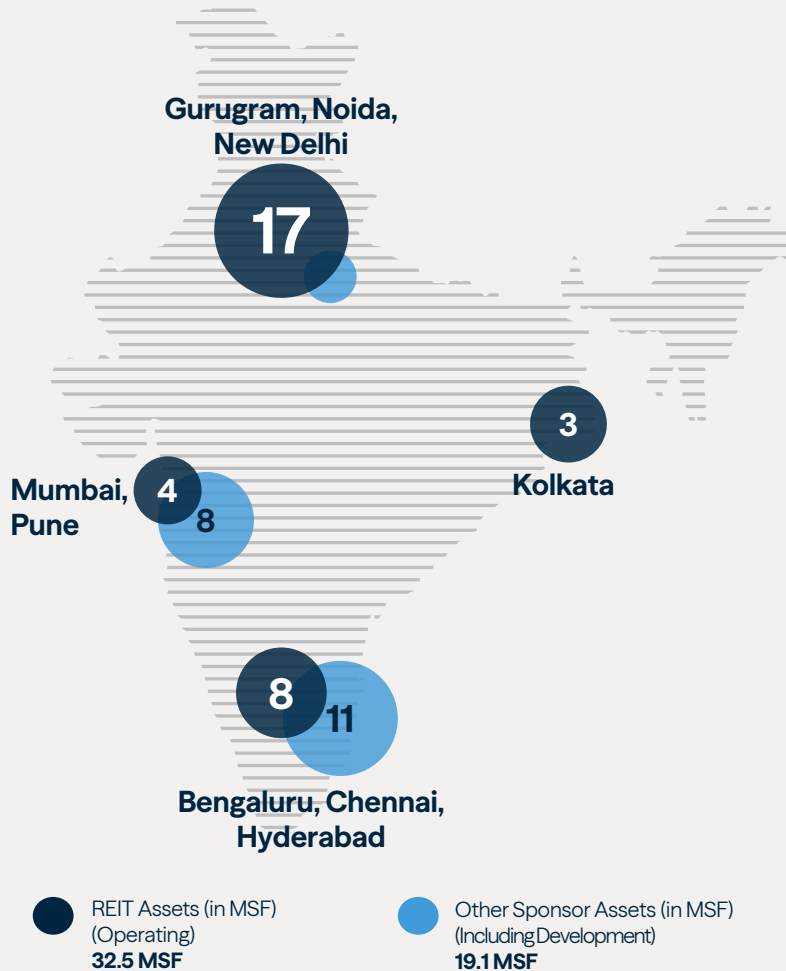 Gurugram, Noida,
New Delhi
17
3
Kolkata
Mumbai,
Pune
4
8
8
11
Bengaluru, Chennai,
Hyderabad
REIT Assets (in MSF)
(Operating)
32.5 MSF
Other Sponsor Assets (in MSF)
(Including Development)
19.1 MSF